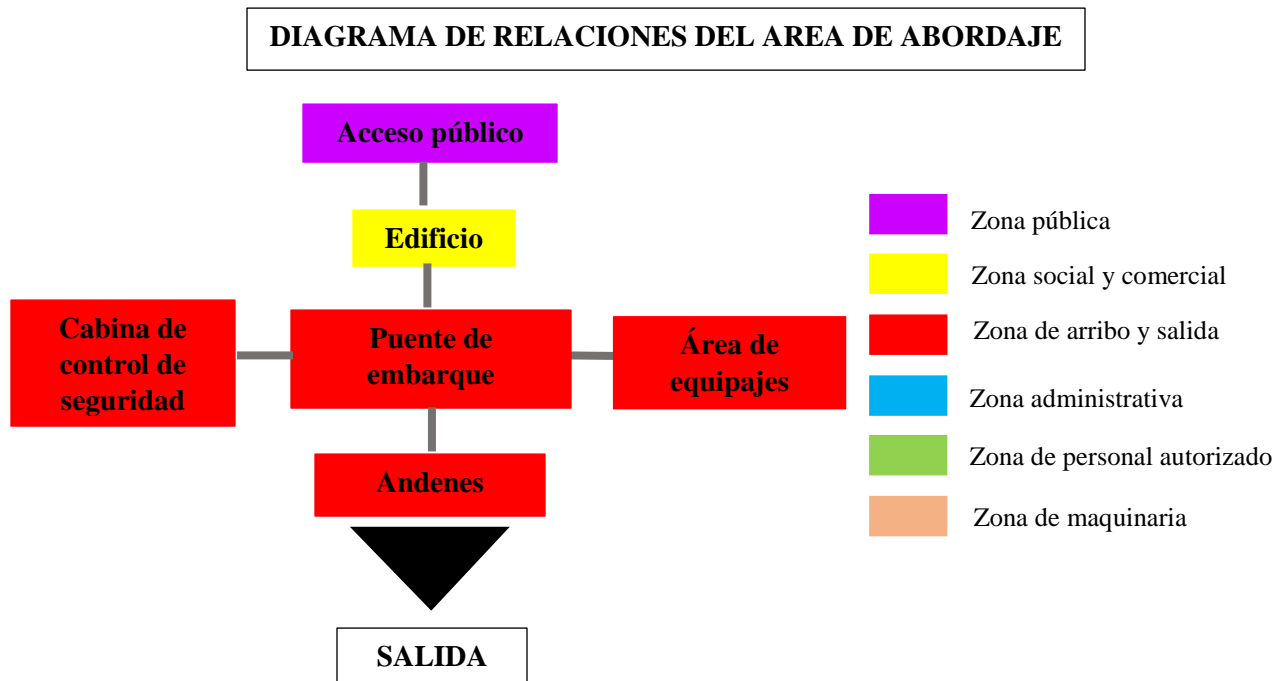 DIAGRAMA DE RELACIONES DEL AREA DE ABORDAJE
Acceso público
Edificio
Cabina de
control de
seguridad
Puente de
embarque
Área de
equipajes
Andenes
SALIDA
Zona pública
Zona social y comercial
Zona de arribo y salida
Zona administrativa
Zona de personal autorizado
Zona de maquinaria